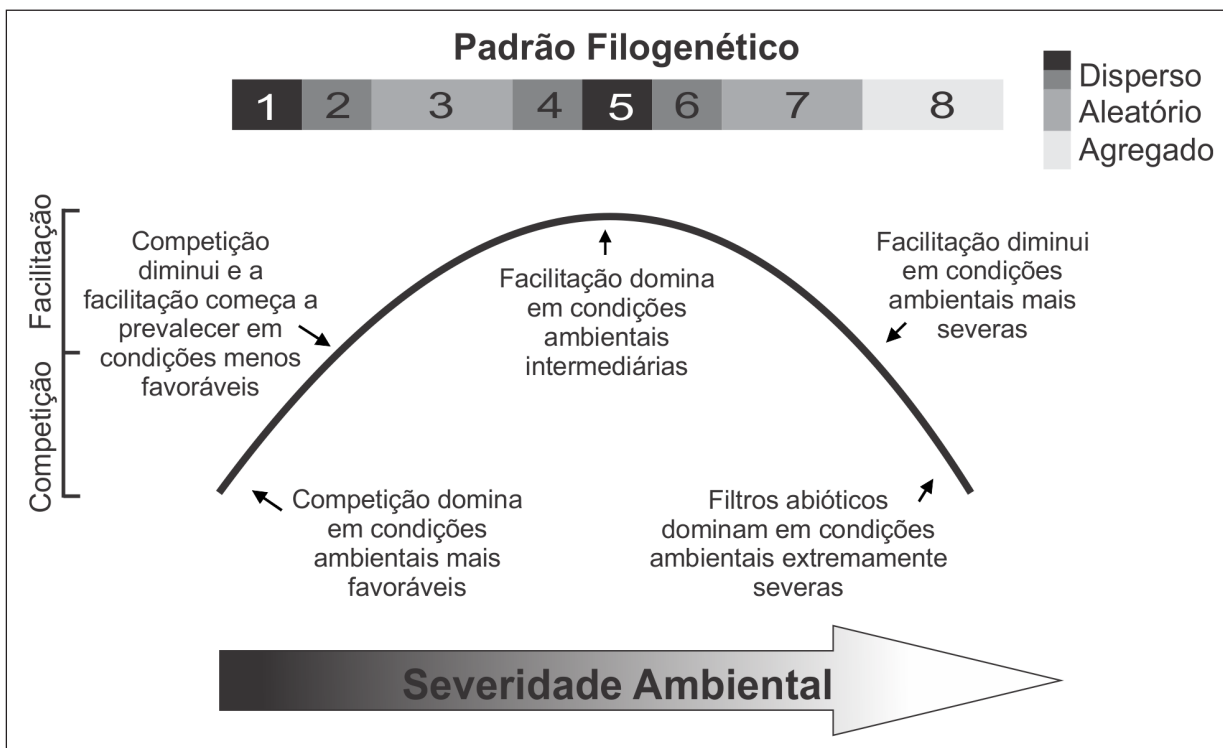 Padrão Filogenético
1 2 3 4 5 6 7 8
Disperso
Aleatório
Agregado
Facilitação
Competição
Competição
diminui e a
facilitação começa a
prevalecer em
condições menos
favoráveis
Facilitação domina
em condições
ambientais
intermediárias
Facilitação diminui
em condições
ambientais mais
severas
Competição domina
em condições
ambientais mais
favoráveis
Filtros abióticos
dominam em condições
ambientais extremamente
severas
Severidade Ambiental